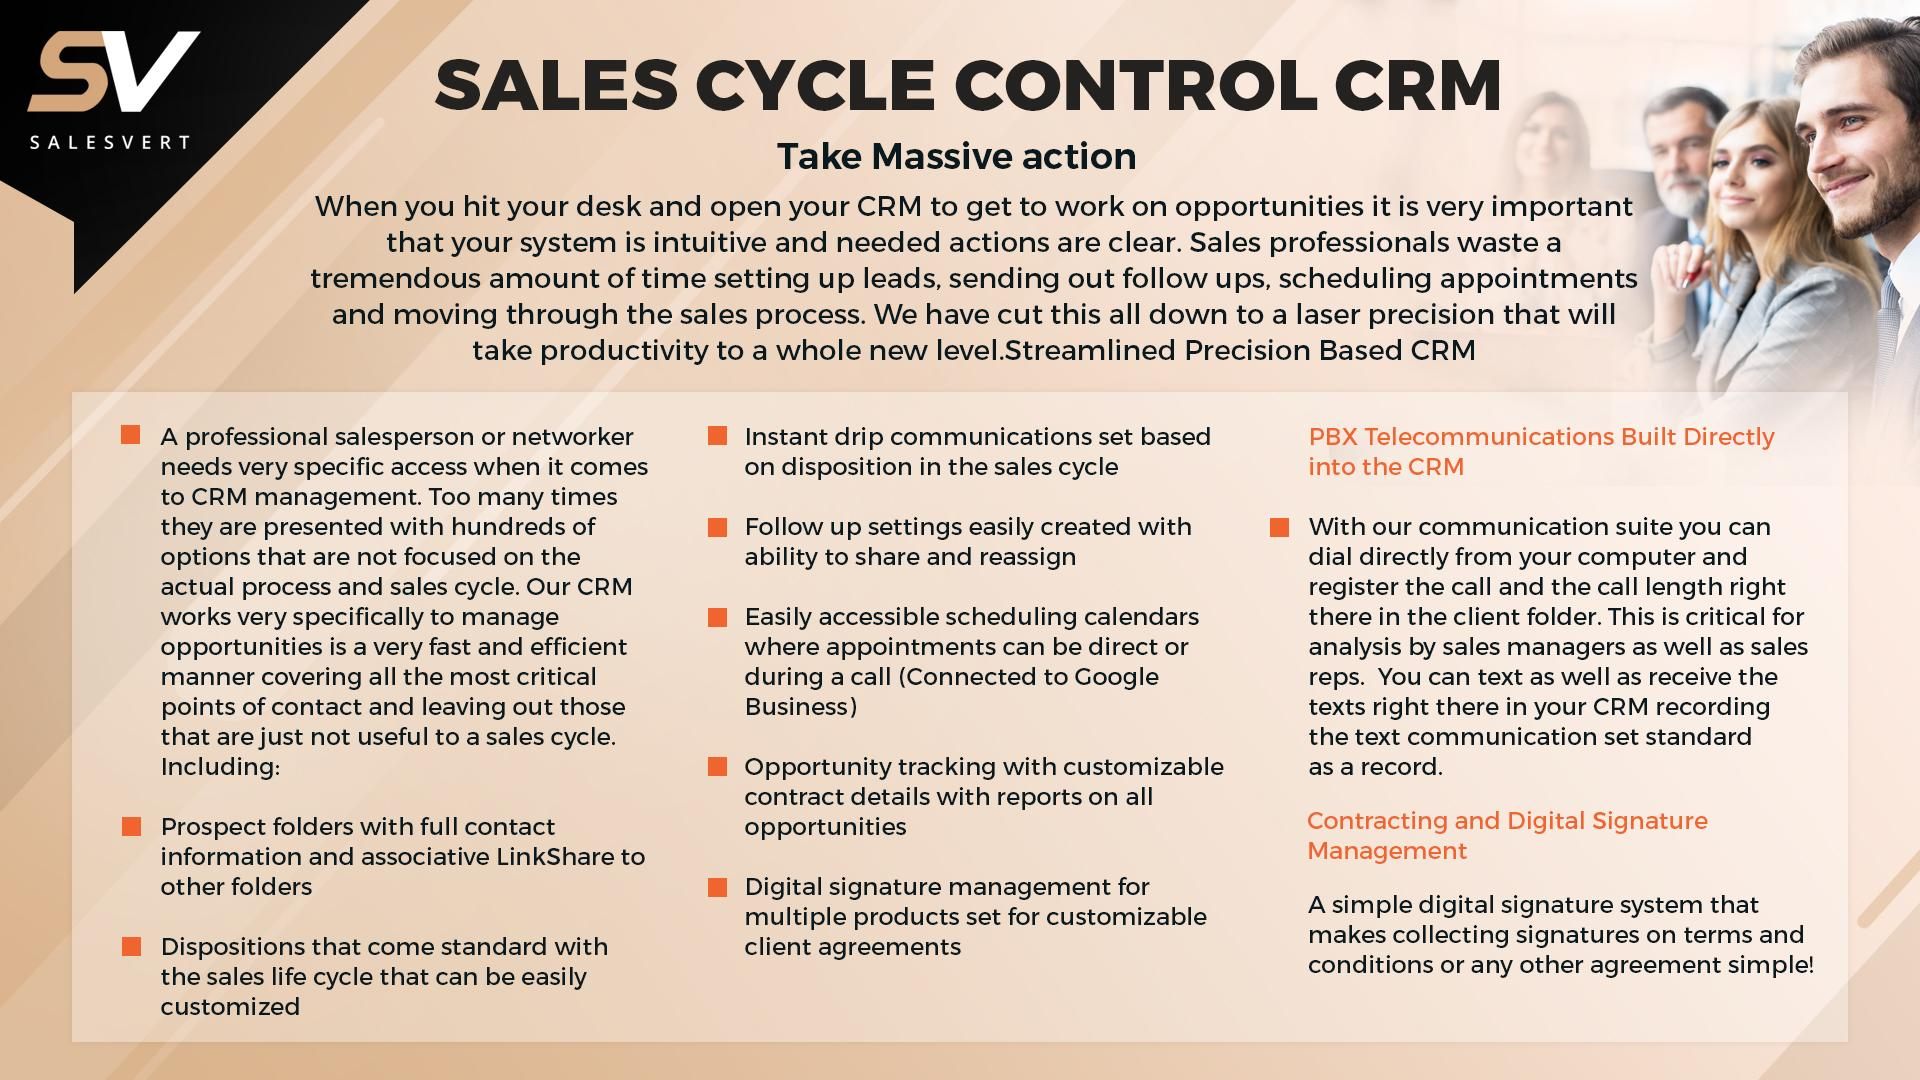 SV
SALESVERT
SALES CYCLE CONTROL CRM
Take Massive action
When you hit your desk and open your CRM to get to work on opportunities it is very important
that your system is intuitive and needed actions are clear. Sales professionals waste a
tremendous amount of time setting up leads, sending out follow ups, scheduling appointments
and moving through the sales process. We have cut this all down to a laser precision that will
take productivity to a whole new level.Streamlined Precision Based CRM
A professional salesperson or networker
needs very specific access when it comes
to CRM management. Too many times
they are presented with hundreds of
options that are not focused on the
actual process and sales cycle. Our CRM
works very specifically to manage
opportunities is a very fast and efficient
manner covering all the most critical
points of contact and leaving out those
that are just not useful to a sales cycle.
Including:
Prospect folders with full contact
information and associative LinkShare to
other folders
Dispositions that come standard with
the sales life cycle that can be easily
customized
Instant drip communications set based
on disposition in the sales cycle
Follow up settings easily created with
ability to share and reassign
Easily accessible scheduling calendars
where appointments can be direct or
during a call (Connected to Google
Business)
Opportunity tracking with customizable
contract details with reports on all
opportunities
Digital signature management for
multiple products set for customizable
client agreements
PBX Telecommunications Built Directly
into the CRM
With our communication suite you can
dial directly from your computer and
register the call and the call length right
there in the client folder. This is critical for
analysis by sales managers as well as sales
reps.  You can text as well as receive the
texts right there in your CRM recording
the text communication set standard
as a record.
Contracting and Digital Signature
Management
A simple digital signature system that
makes collecting signatures on terms and
conditions or any other agreement simple!